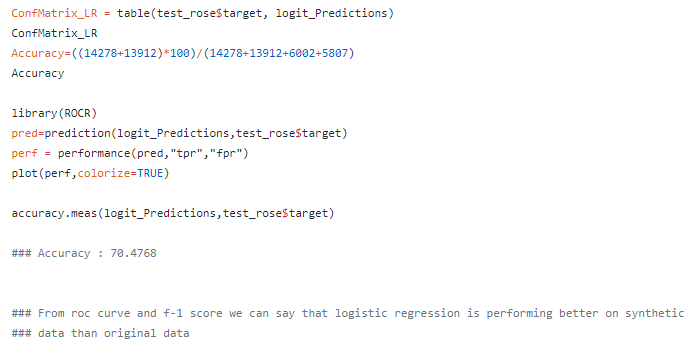 ConfMatrix_LR = table(test_rose$target, logit_Predictions)
ConfMatrix_LR
Accuracy=((14278+13912)*100)/(14278+13912+6002+5807)
Accuracy
library(ROCR)
pred=prediction(logit_Predictions,test_rose$target)
perf = performance(pred,"tpr","fpr")
plot(perf,colorize=TRUE)
accuracy.meas(logit_Predictions,test_rose$target)
### Accuracy : 70.4768
### From roc curve and f-1 score we can say that logistic regression is performing better on synthetic
### data than original data